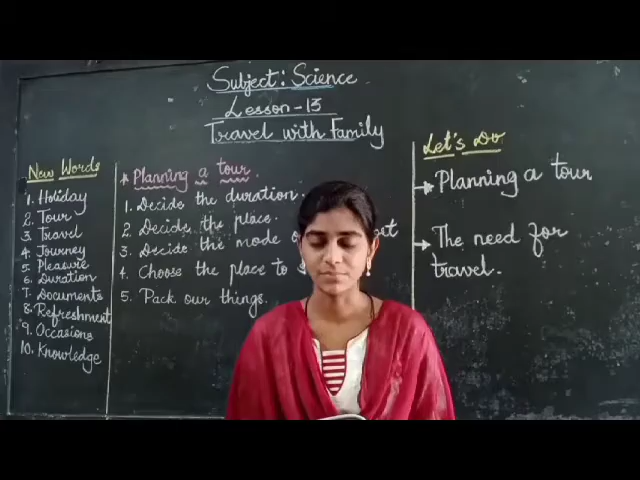 Subject: Science
Lesson-13
Travel with Family
New Words
1. Holiday
2. Tour
3. Travel
4. Journey
5. Pleasure
6. Duration
7. Documents
8. Refreshment
9. Occasions
10. Knowledge
* Planning a tour.
1. Decide the duration.
2. Decide the place.
3. Decide the mode
4. Choose the place to
5. Pack our things.
Let's Do
→ Planning a tour
→ The need for
travel.